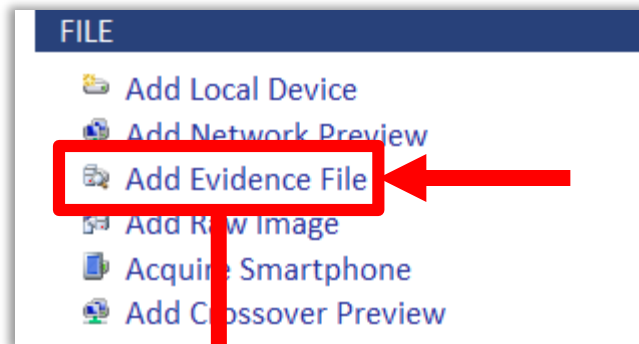 FILE
Add Local Device
Add Network Preview
Add Evidence File
Add Raw Image
Acquire Smartphone
Add Crossover Preview